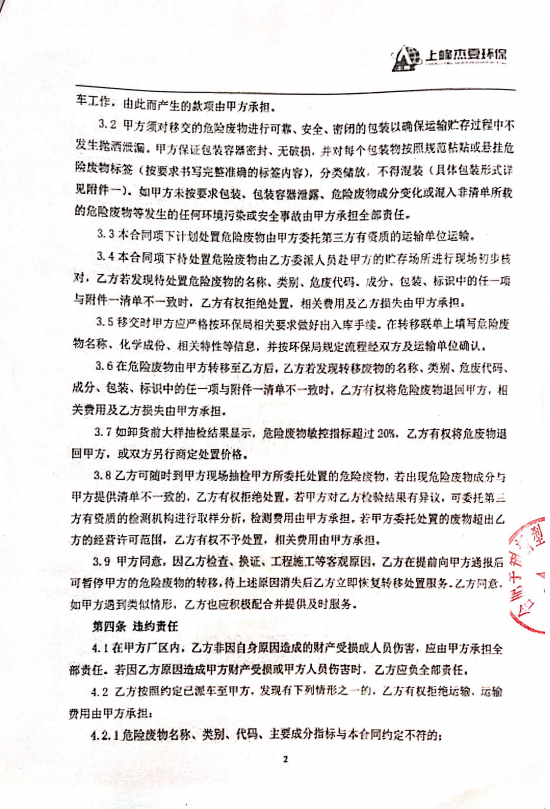 上峰杰夏环保
车工作，由此而产生的款项由甲方承担。
3.2 甲方须对移交的危险废物进行可靠、安全、密闭的包装以确保运输贮存过程中不
发生抛洒泄漏。甲方保证包装容器密封、无破损，并对每个包装物按照规范粘贴或悬挂危
险废物标签（按要求书写完整准确的标签内容），分类储放，不得混装（具体包装形式详
见附件一）。如甲方未按要求包装、包装容器泄露、危险废物成分变化或混入非清单所载
的危险废物等发生的任何环境污染或安全事故由甲方承担全部责任。
3.3 本合同项下计划处置危险废物由甲方委托第三方有资质的运输单位运输。
3.4 本合同项下待处置危险废物由乙方委派人员赴甲方的贮存场所进行现场初步核
对，乙方若发现待处置危险废物的名称、类别、危废代码、成分、包装、标识中的任一项
与附件一清单不一致时，乙方有权拒绝处置，相关费用及乙方损失由甲方承担。
3.5 移交时甲方应严格按环保局相关要求做好出入库手续。在转移联单上填写危险废
物名称、化学成份、相关特性等信息，并按环保局规定流程经双方及运输单位确认。
3.6 在危险废物由甲方转移至乙方后，乙方若发现转移废物的名称、类别、危废代码、
成分、包装、标识中的任一项与附件一清单不一致时，乙方有权将危险废物退回甲方，相
关费用及乙方损失由甲方承担。
3.7 如卸货前大样抽检结果显示，危险废物敏控指标超过 20%，乙方有权将危废物退
回甲方，或双方另行商定处置价格。
3.8 乙方可随时到甲方现场抽检甲方所委托处置的危险废物，若出现危险废物成分与
甲方提供清单不一致的，乙方有权拒绝处置。若甲方对乙方检验结果有异议，可委托第三
方有资质的检测机构进行取样分析，检测费用由甲方承担。若甲方委托处置的废物超出乙
方的经营许可范围，乙方有权不予处置，相关费用由甲方承担。
3.9 甲方同意，因乙方检查、换证、工程施工等客观原因，乙方在提前向甲方通报后
可暂停甲方的危险废物的转移，待上述原因消失后乙方立即恢复转移处置服务。乙方同意，
如甲方遇到类似情形，乙方也应积极配合并提供及时服务。
第四条 违约责任
4.1 在甲方厂区内，乙方非因自身原因造成的财产受损或人员伤害，应由甲方承担全
部责任。若因乙方原因造成甲方财产受损或甲方人员伤害时，乙方应负全部责任。
4.2 乙方按照约定已派车至甲方，发现有下列情形之一的，乙方有权拒绝运输，运输
费用由甲方承担：
4.2.1 危险废物名称、类别、代码、主要成分指标与本合同约定不符的；
2